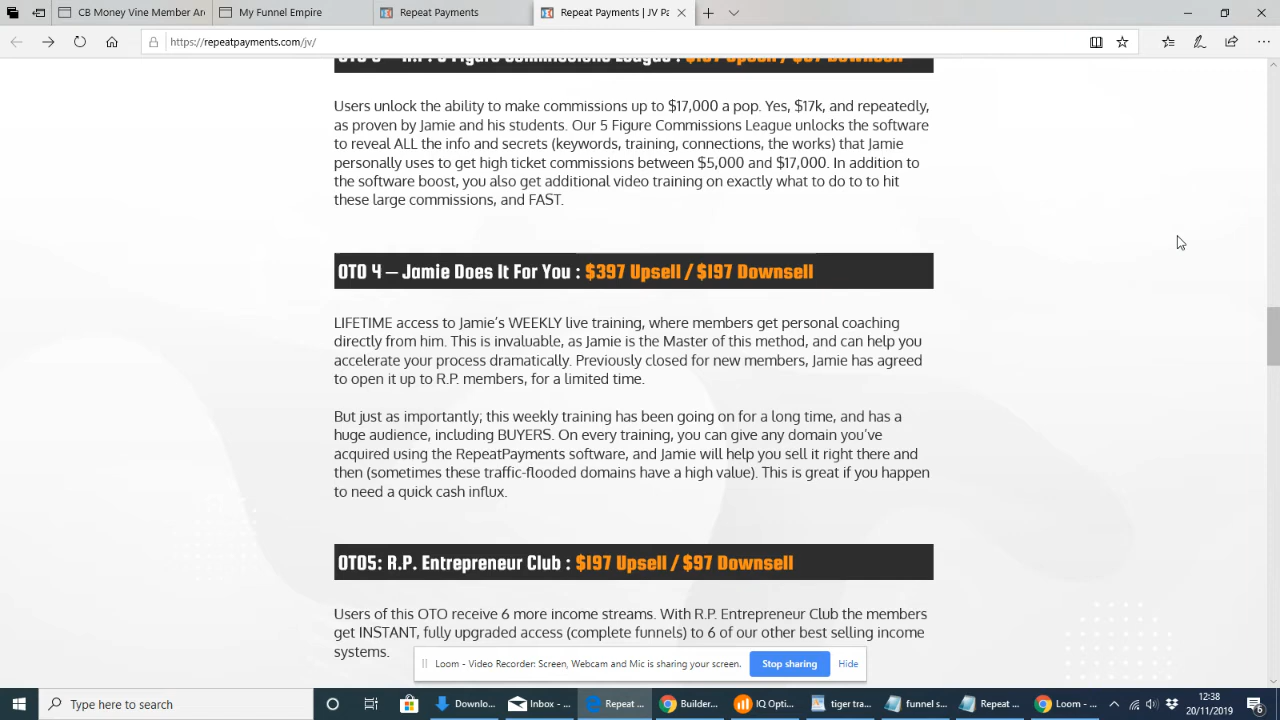 CB Money Vine Member Are
My Funnel Empire
Repeat Payments
Repeat Payments | JV Pa
https://repeatpayments.com/jv/
OTO 3 – R.P. 5 Figure Commissions League : $197 Upsell / $97 Downsell
Users unlock the ability to make commissions up to $17,000 a pop. Yes, $17k, and repeatedly,
as proven by Jamie and his students. Our 5 Figure Commissions League unlocks the software
to reveal ALL the info and secrets (keywords, training, connections, the works) that Jamie
personally uses to get high ticket commissions between $5,000 and $17,000. In addition to
the software boost, you also get additional video training on exactly what to do to to hit
these large commissions, and FAST.
OTO 4 – Jamie Does It For You : $397 Upsell / $197 Downsell
LIFETIME access to Jamie's WEEKLY live training, where members get personal coaching
directly from him. This is invaluable, as Jamie is the Master of this method, and can help you
accelerate your process dramatically. Previously closed for new members, Jamie has agreed
to open it up to R.P. members, for a limited time.
But just as importantly; this weekly training has been going on for a long time, and has a
huge audience, including BUYERS. On every training, you can give any domain you've
acquired using the RepeatPayments software, and Jamie will help you sell it right there and
then (sometimes these traffic-flooded domains have a high value). This is great if you happen
to need a quick cash influx.
OTO5: R.P. Entrepreneur Club : $197 Upsell / $97 Downsell
Users of this OTO receive 6 more income streams. With R.P. Entrepreneur Club the members
get INSTANT, fully upgraded access (complete funnels) to 6 of our other best selling income
systems.
Loom - Video Recorder: Screen, Webcam and Mic is sharing your screen. Stop sharing Hide
Type here to search
Downlo...
Inbox - ...
Repeat ...
Builder...
IQ Opti...
tiger tra...
funnel s...
Repeat ...
Loom - ...
12:38
20/11/2019
6